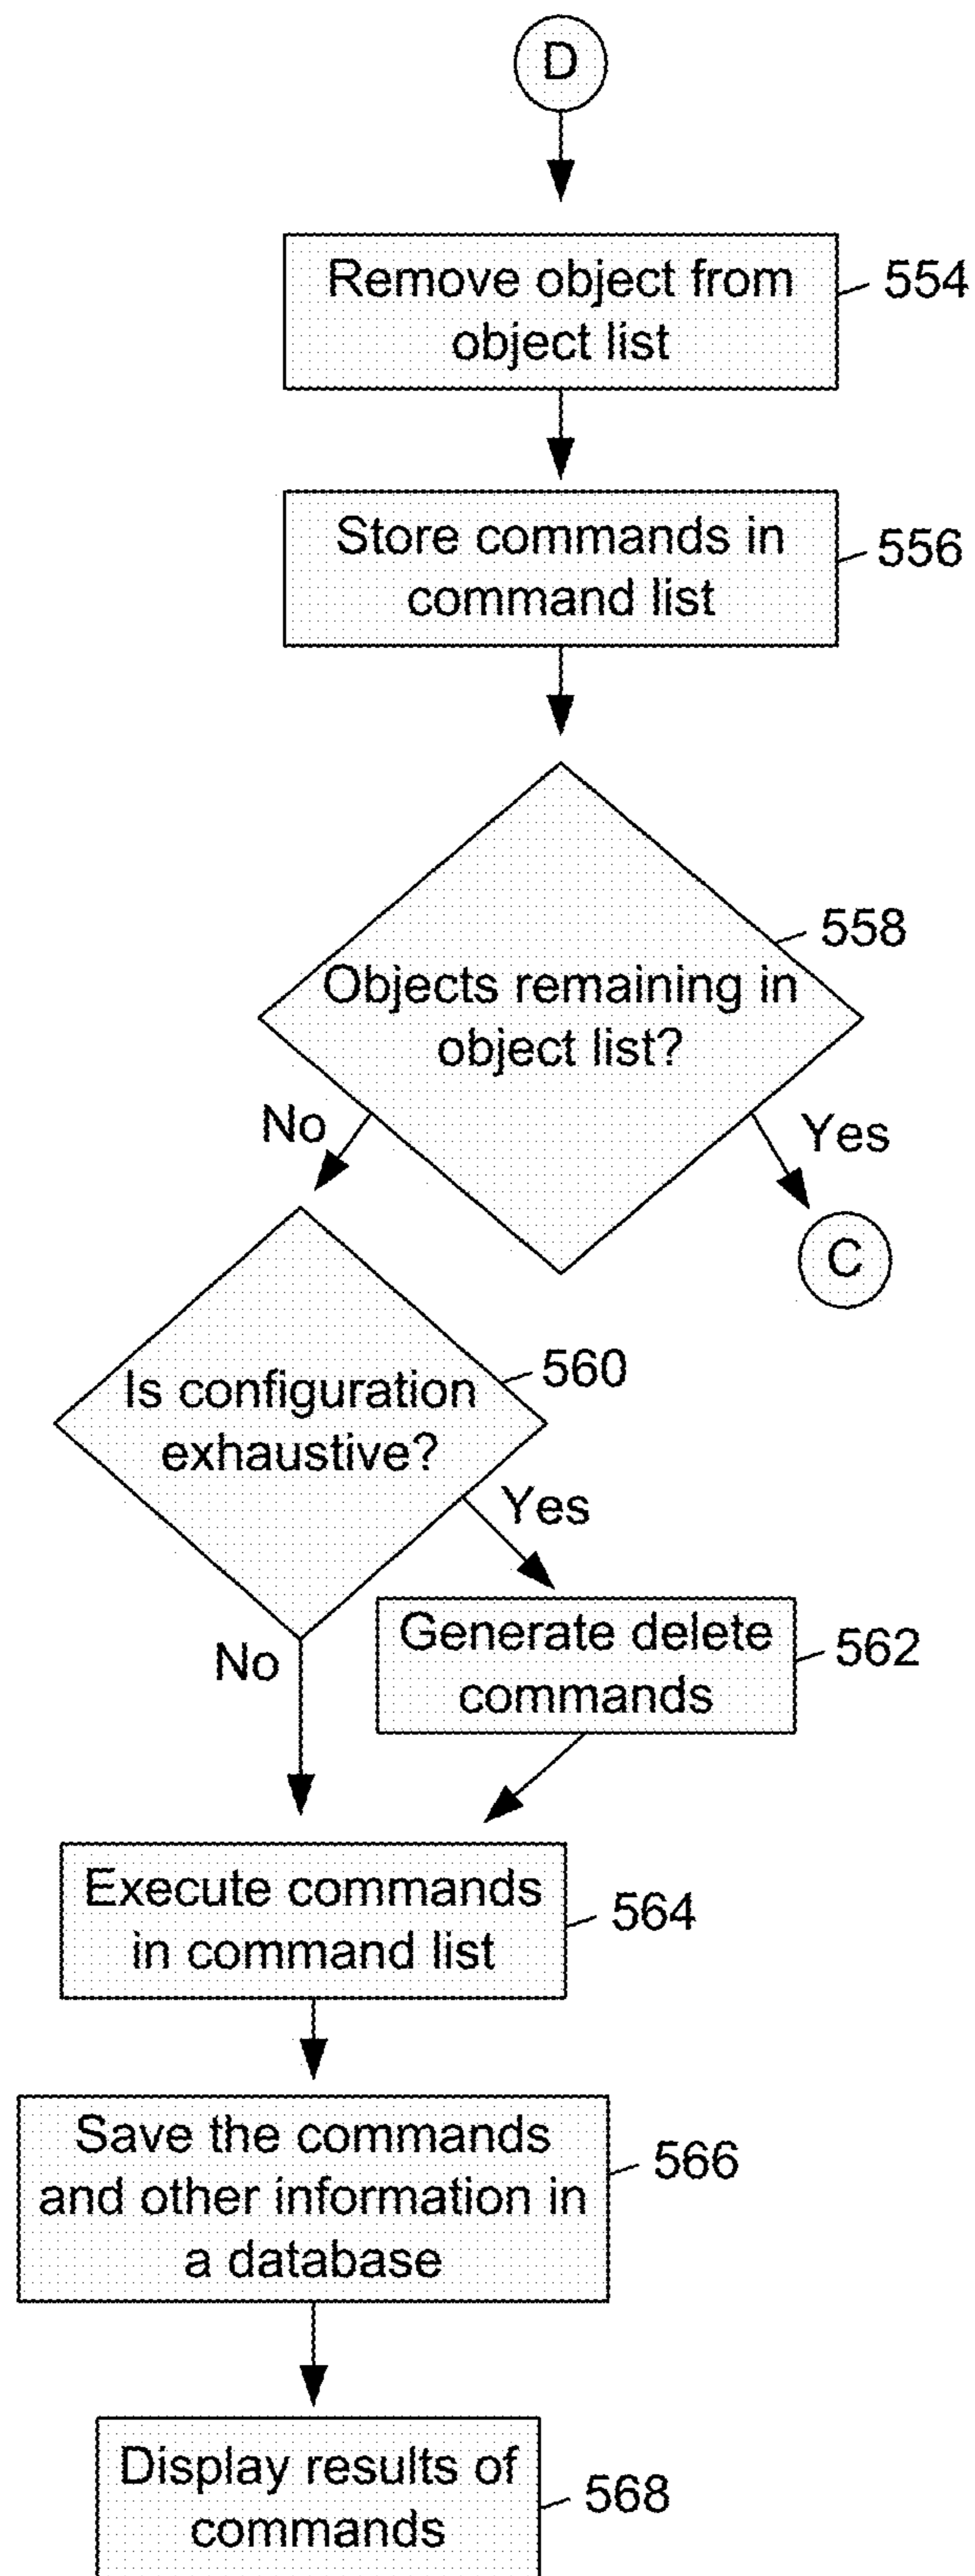 D
Remove object from
object list
554
Store commands in
command list
556
558
Objects remaining in
object list?
No
Yes
C
560
Is configuration
exhaustive?
Yes
Generate delete
commands
562
No
Execute commands
in command list
564
Save the commands
and other information in
a database
566
Display results of
commands
568